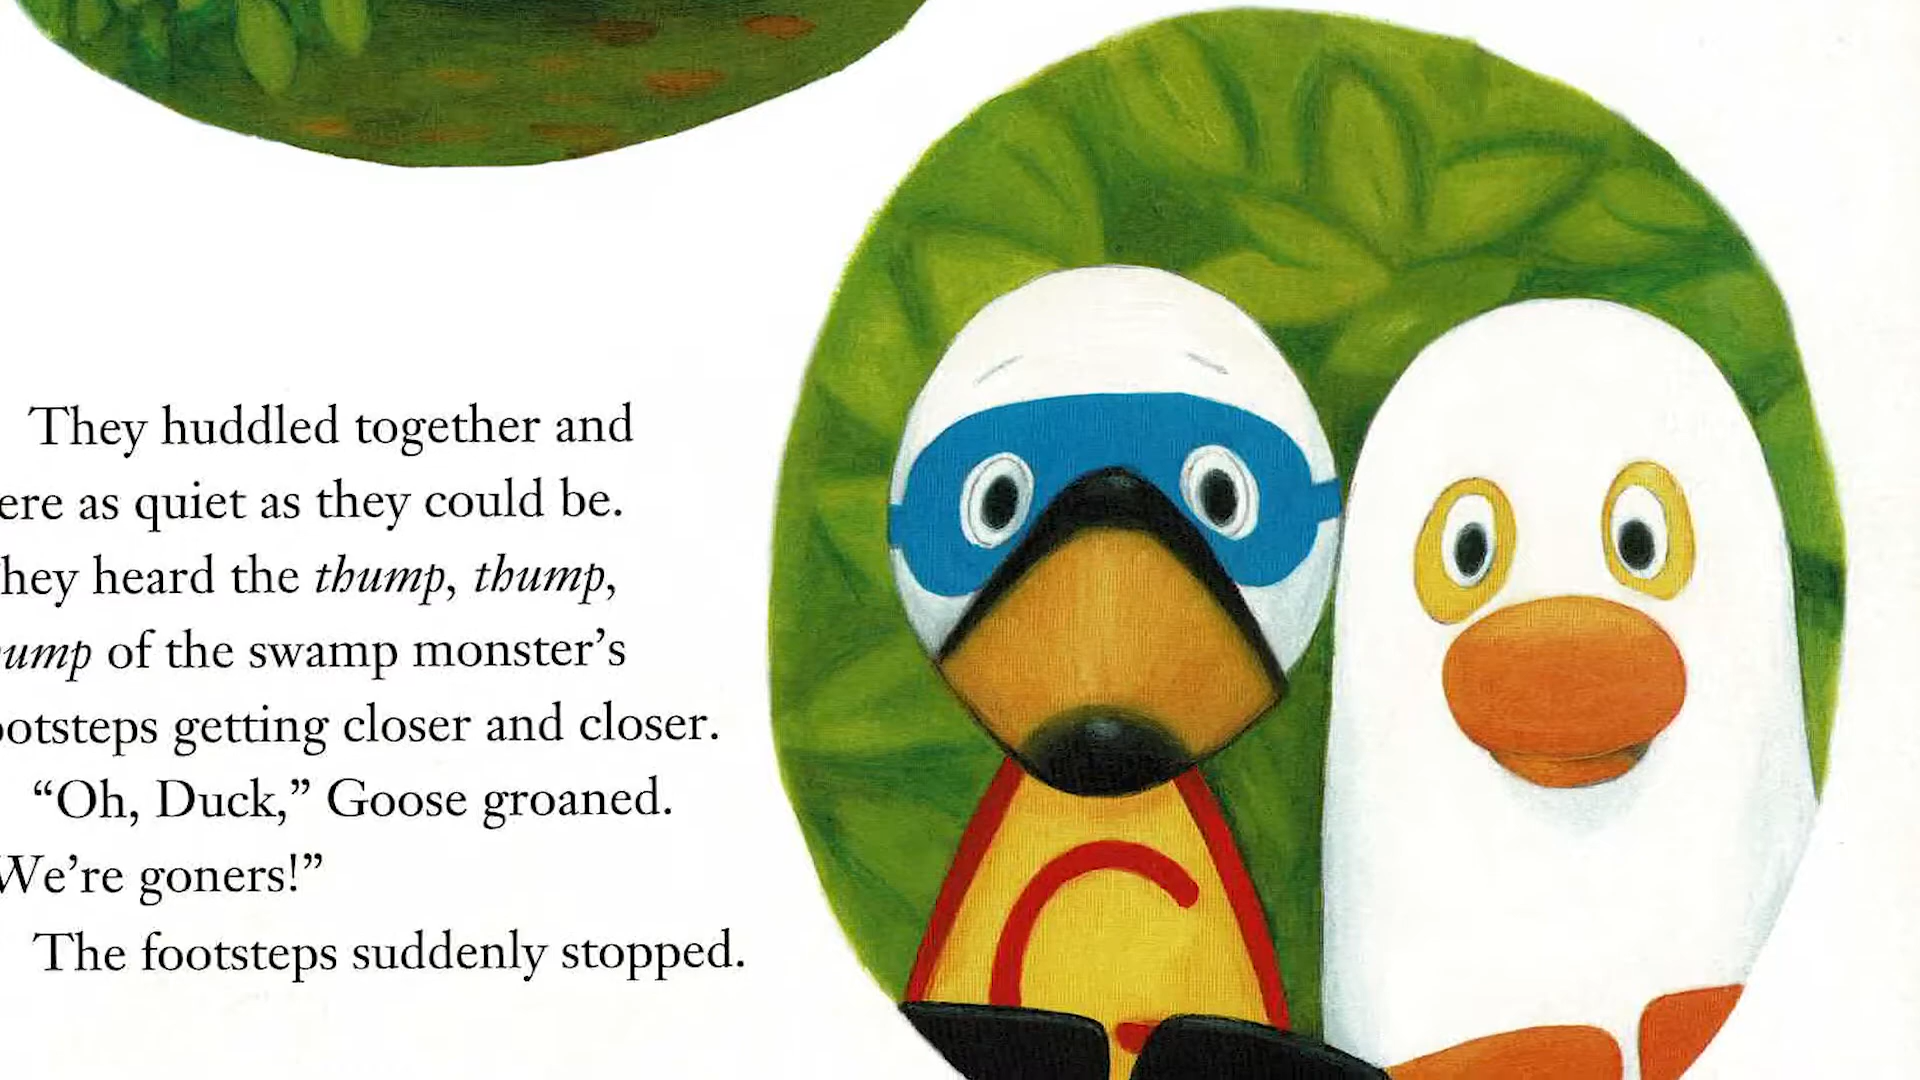 They huddled together and
ere as quiet as they could be.
hey heard the thump, thump,
ump of the swamp monster's
ootsteps getting closer and closer.
"Oh, Duck," Goose groaned.
We're goners!"
The footsteps suddenly stopped.